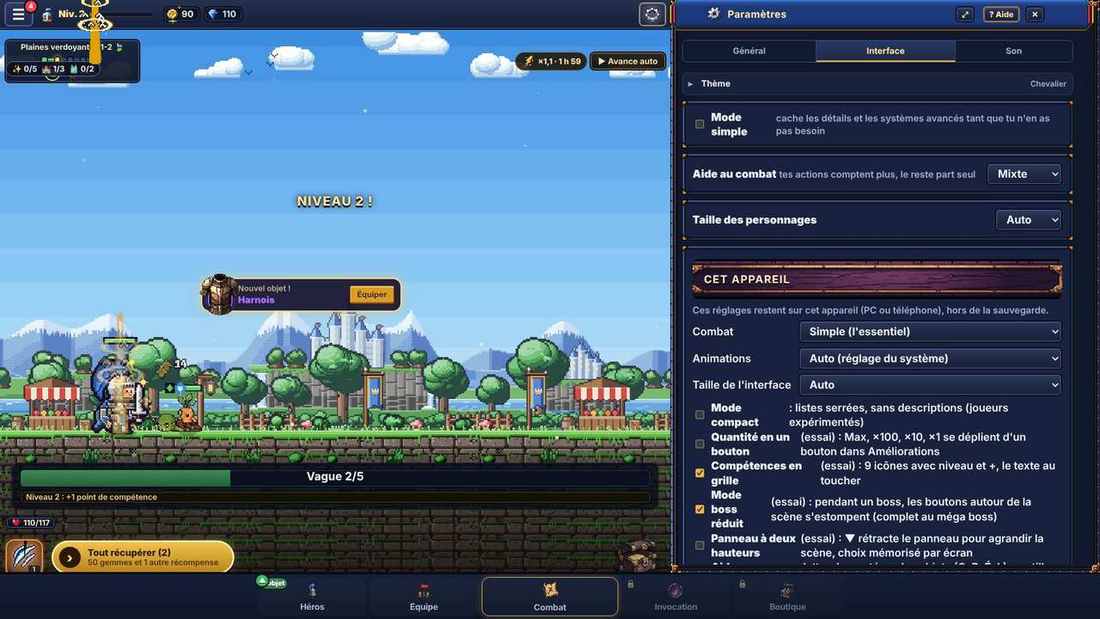 4
Niv. 2
90
110
Plaines verdoyant
1-2
0/5
1/3
0/2
×1,1 · 1 h 59
▶ Avance auto
NIVEAU 2 !
Nouvel objet !
Harnois
Équiper
14
Vague 2/5
Niveau 2 : +1 point de compétence
110/117
1
Tout récupérer (2)
50 gemmes et 1 autre récompense
objet
Héros
Équipe
Combat
Invocation
Boutique
Paramètres
? Aide
×
Général
Interface
Son
▸ Thème
Chevalier
Mode simple
cache les détails et les systèmes avancés tant que tu n'en as
pas besoin
Aide au combat tes actions comptent plus, le reste part seul
Mixte
Taille des personnages
Auto
CET APPAREIL
Ces réglages restent sur cet appareil (PC ou téléphone), hors de la sauvegarde.
Combat
Simple (l'essentiel)
Animations
Auto (réglage du système)
Taille de l'interface
Auto
Mode compact
: listes serrées, sans descriptions (joueurs
expérimentés)
Quantité en un bouton
(essai) : Max, ×100, ×10, ×1 se déplient d'un
bouton dans Améliorations
Compétences en grille
(essai) : 9 icônes avec niveau et +, le texte au
toucher
Mode boss réduit
(essai) : pendant un boss, les boutons autour de la
scène s'estompent (complet au méga boss)
Panneau à deux hauteurs
(essai) : ▼ rétracte le panneau pour agrandir la
scène, choix mémorisé par écran